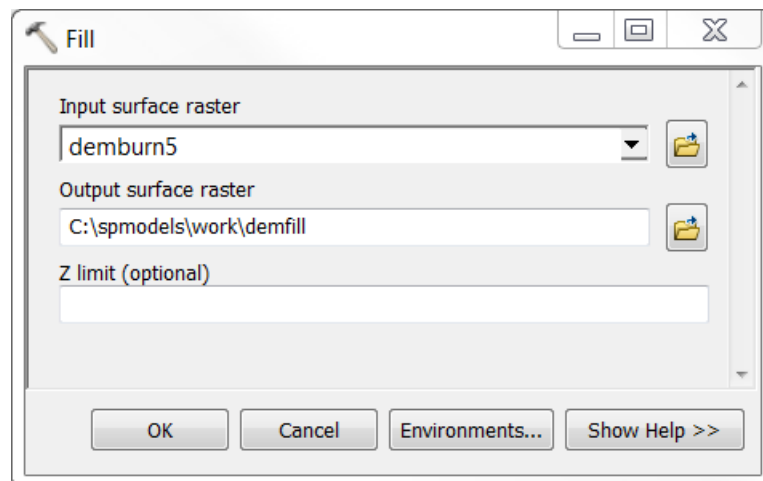 Fill
Input surface raster
demburn5
Output surface raster
C:\spmodels\work\demfill
Z limit (optional)
OK Cancel Environments... Show Help >>